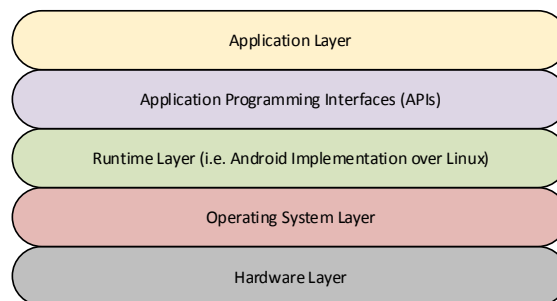 Application Layer
Application Programming Interfaces (APIs)
Runtime Layer (i.e. Android Implementation over Linux)
Operating System Layer
Hardware Layer